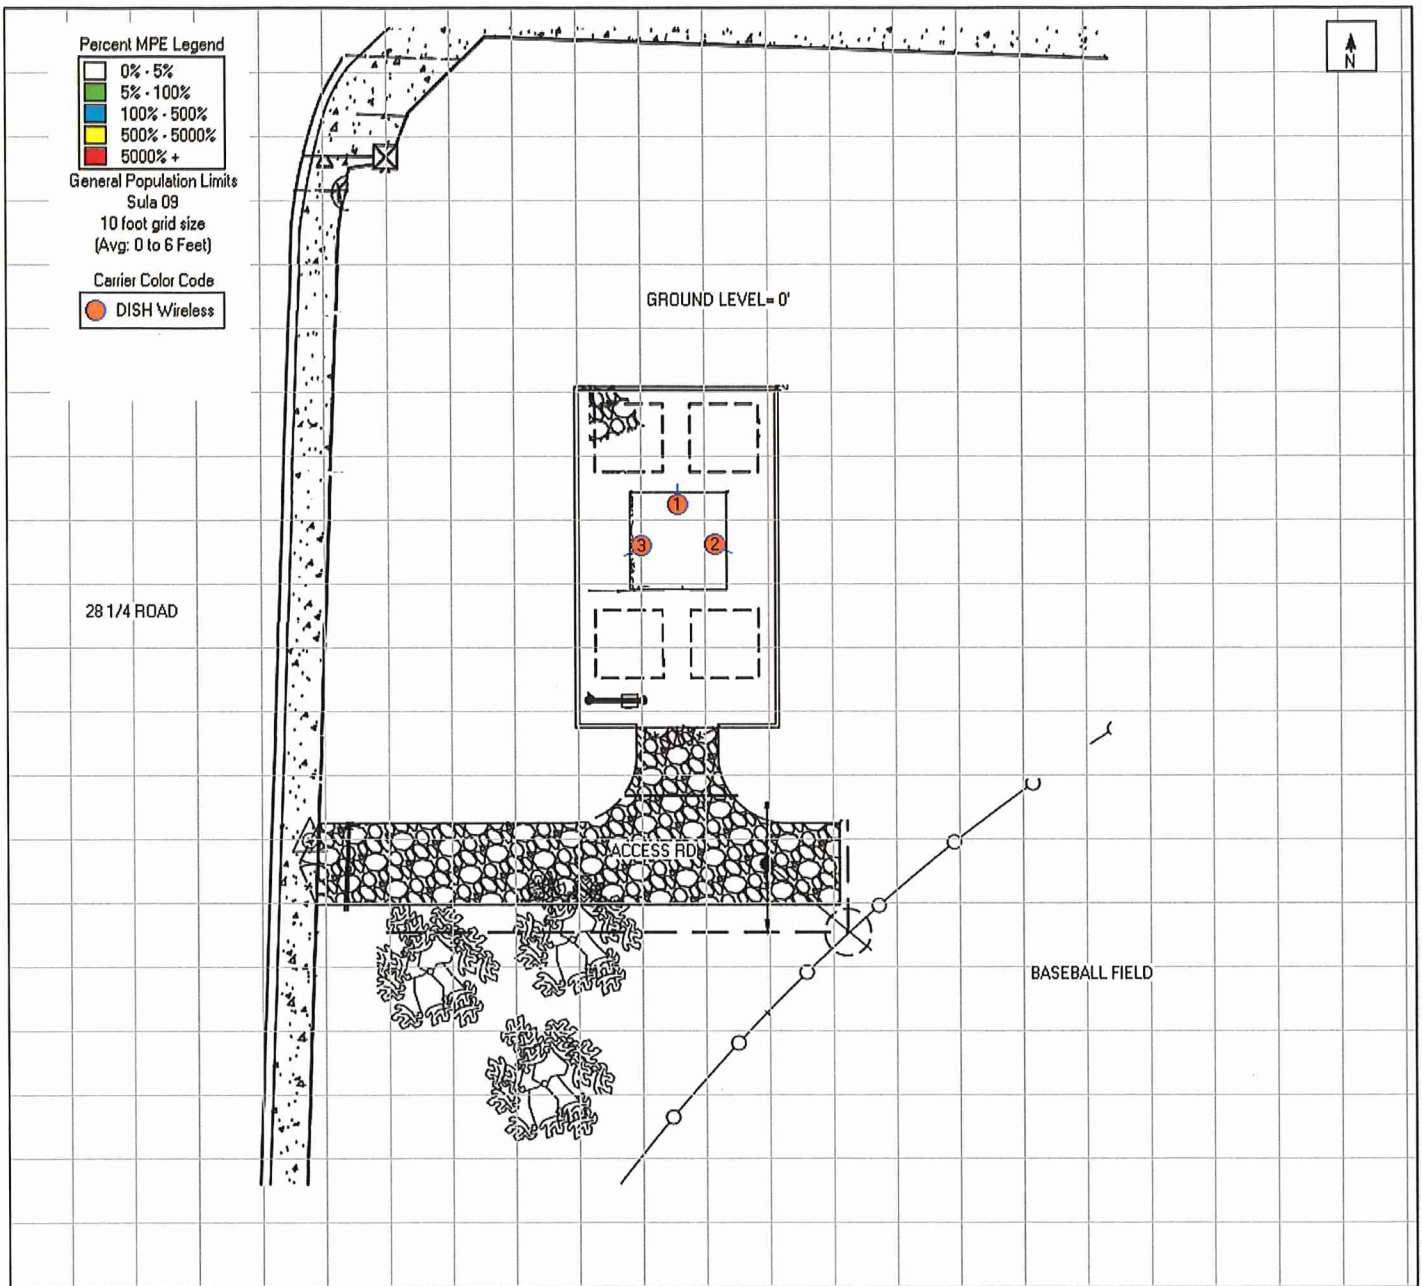 Percent MPE Legend
0% - 5%
5% - 100%
100% - 500%
500% - 5000%
5000% +
General Population Limits
Sula 09
10 foot grid size
(Avg: 0 to 6 Feet)
Carrier Color Code
DISH Wireless
N
GROUND LEVEL= 0'
1
3
2
28 1/4 ROAD
ACCESS RD
BASEBALL FIELD